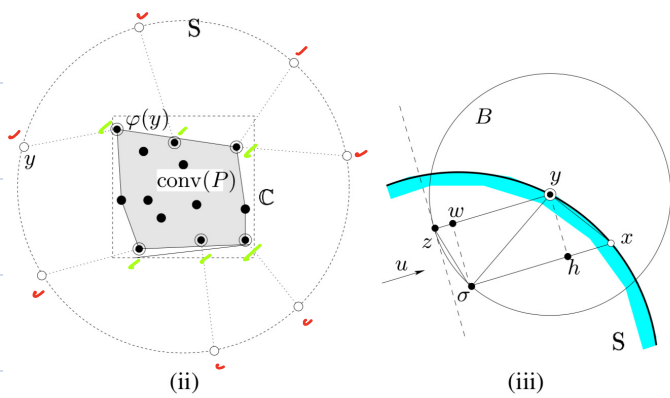 S
φ(y)
y
conv(P)
ℂ
(ii)
B
y
w
x
z
h
u
σ
S
(iii)